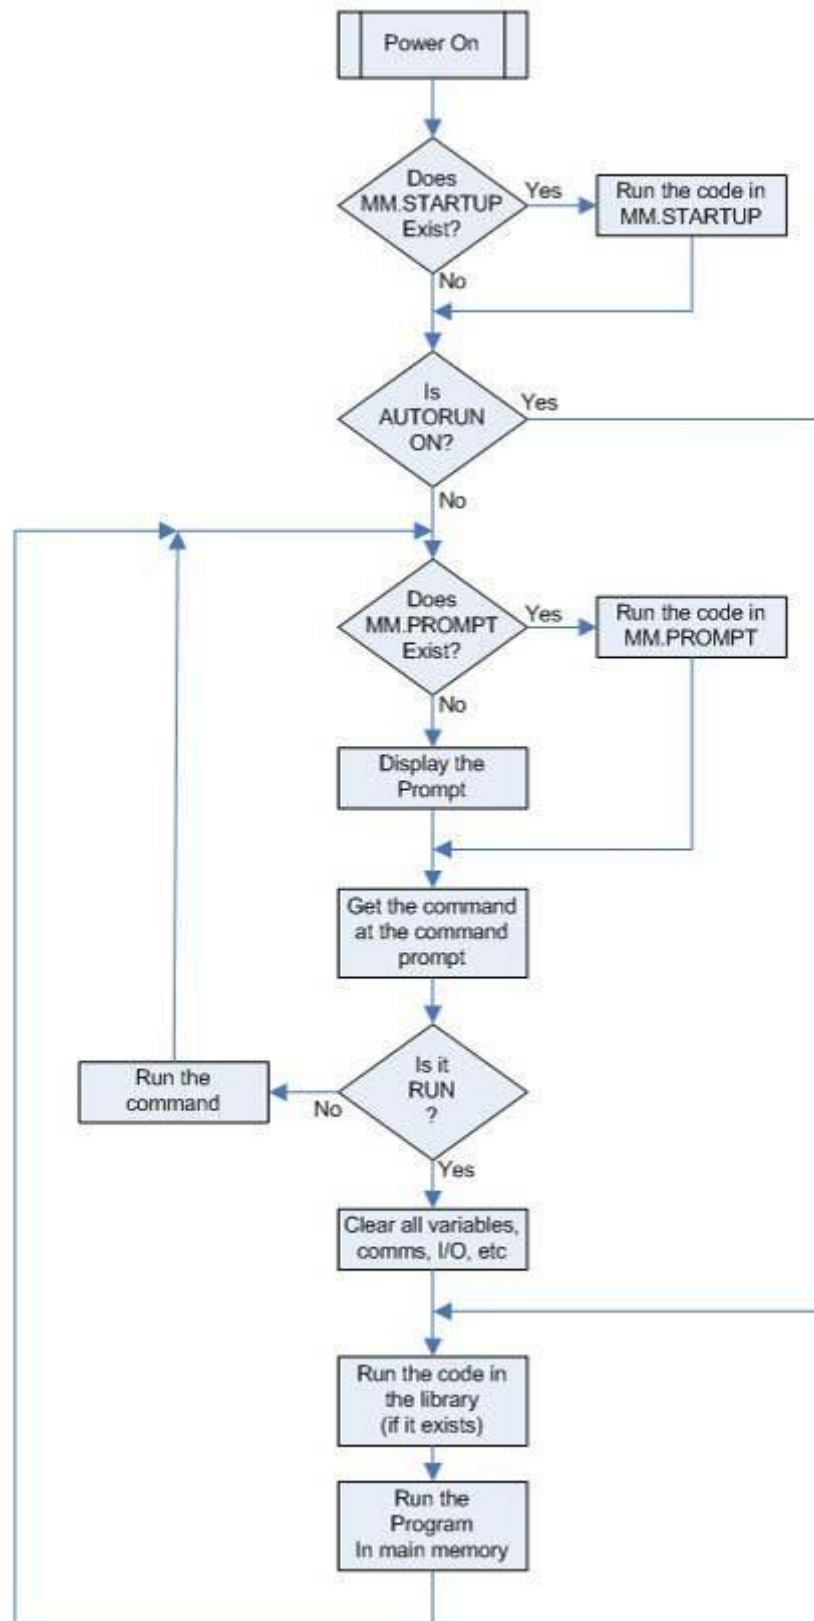 Power On
Does
MM.STARTUP
Exist?
Yes
Run the code in
MM.STARTUP
No
Is
AUTORUN
ON?
Yes
No
Does
MM.PROMPT
Exist?
Yes
Run the code in
MM.PROMPT
No
Display the
Prompt
Get the command
at the command
prompt
Is it
RUN
?
No
Run the
command
Yes
Clear all variables,
comms, I/O, etc
Run the code in
the library
(if it exists)
Run the
Program
In main memory